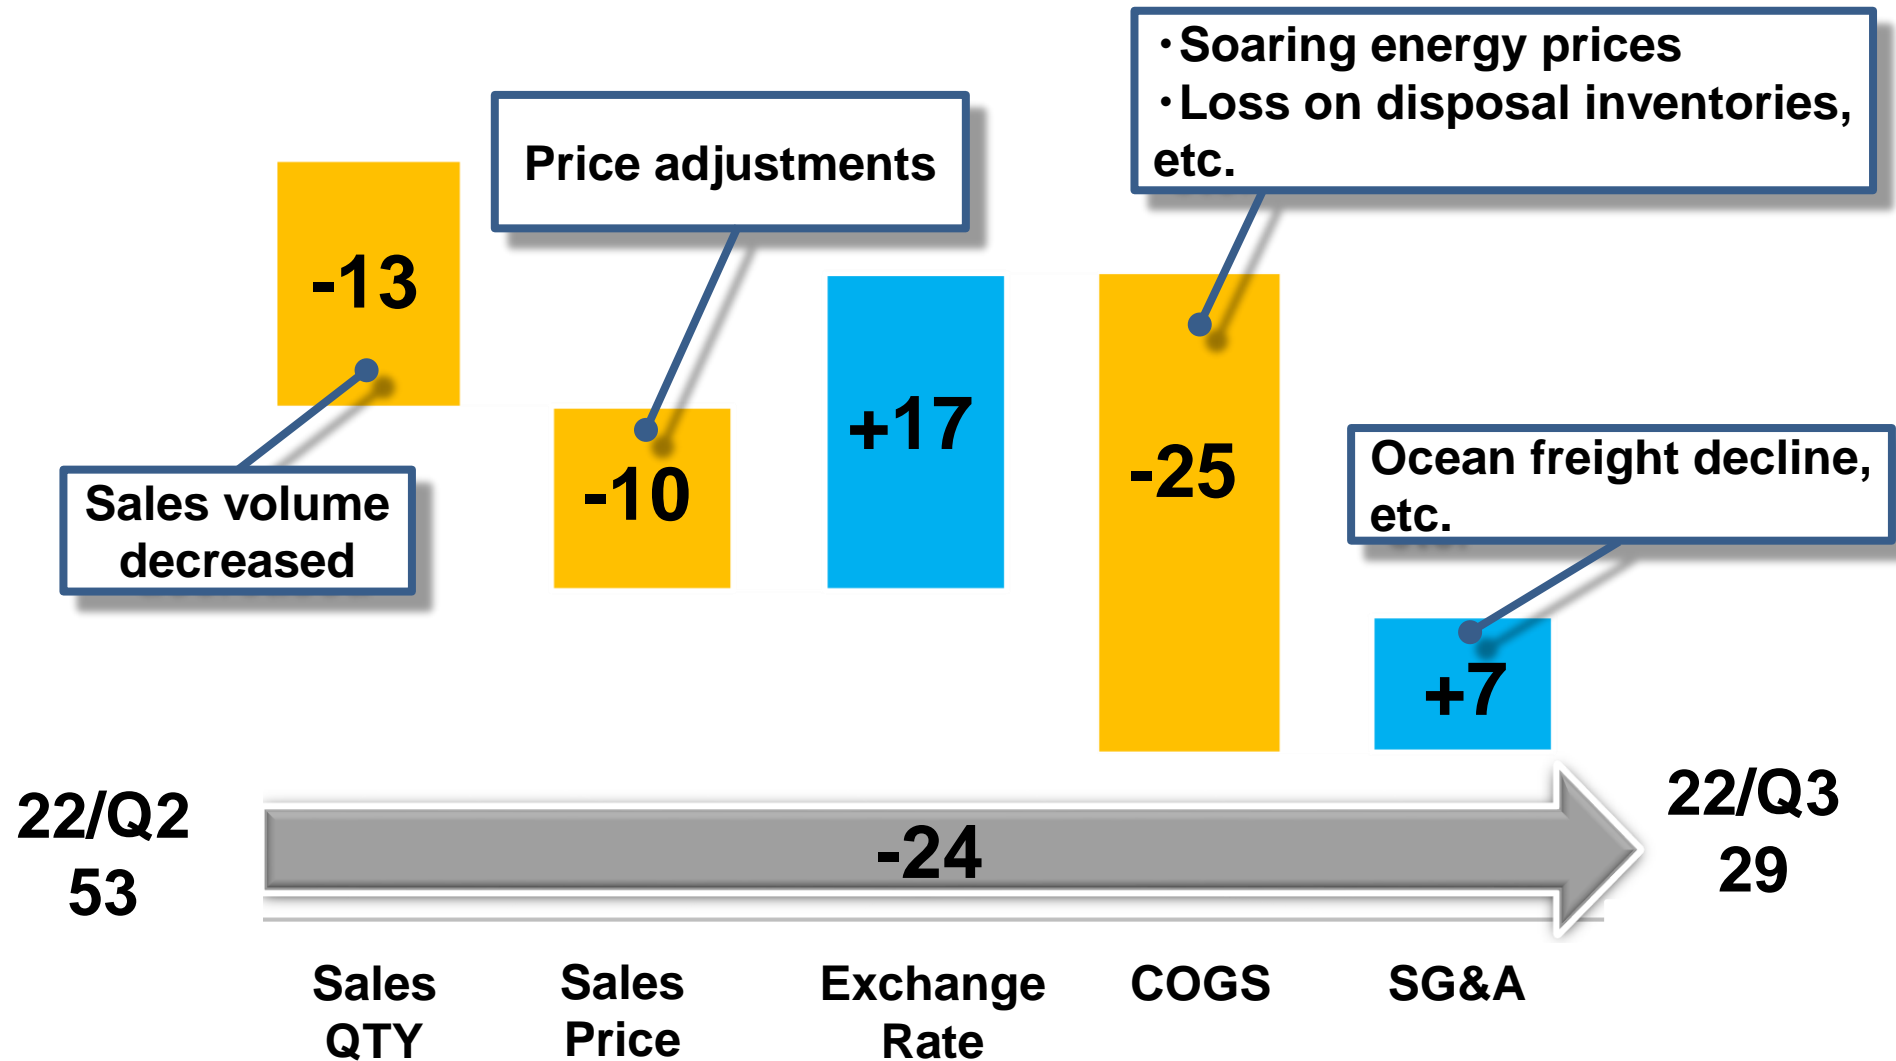 ・Soaring energy prices
・Loss on disposal inventories,
etc.
Price adjustments
-13
+17
-10
-25
Sales volume
decreased
Ocean freight decline,
etc.
+7
22/Q2
53
-24
22/Q3
29
Sales
QTY
Sales
Price
Exchange
Rate
COGS
SG&A